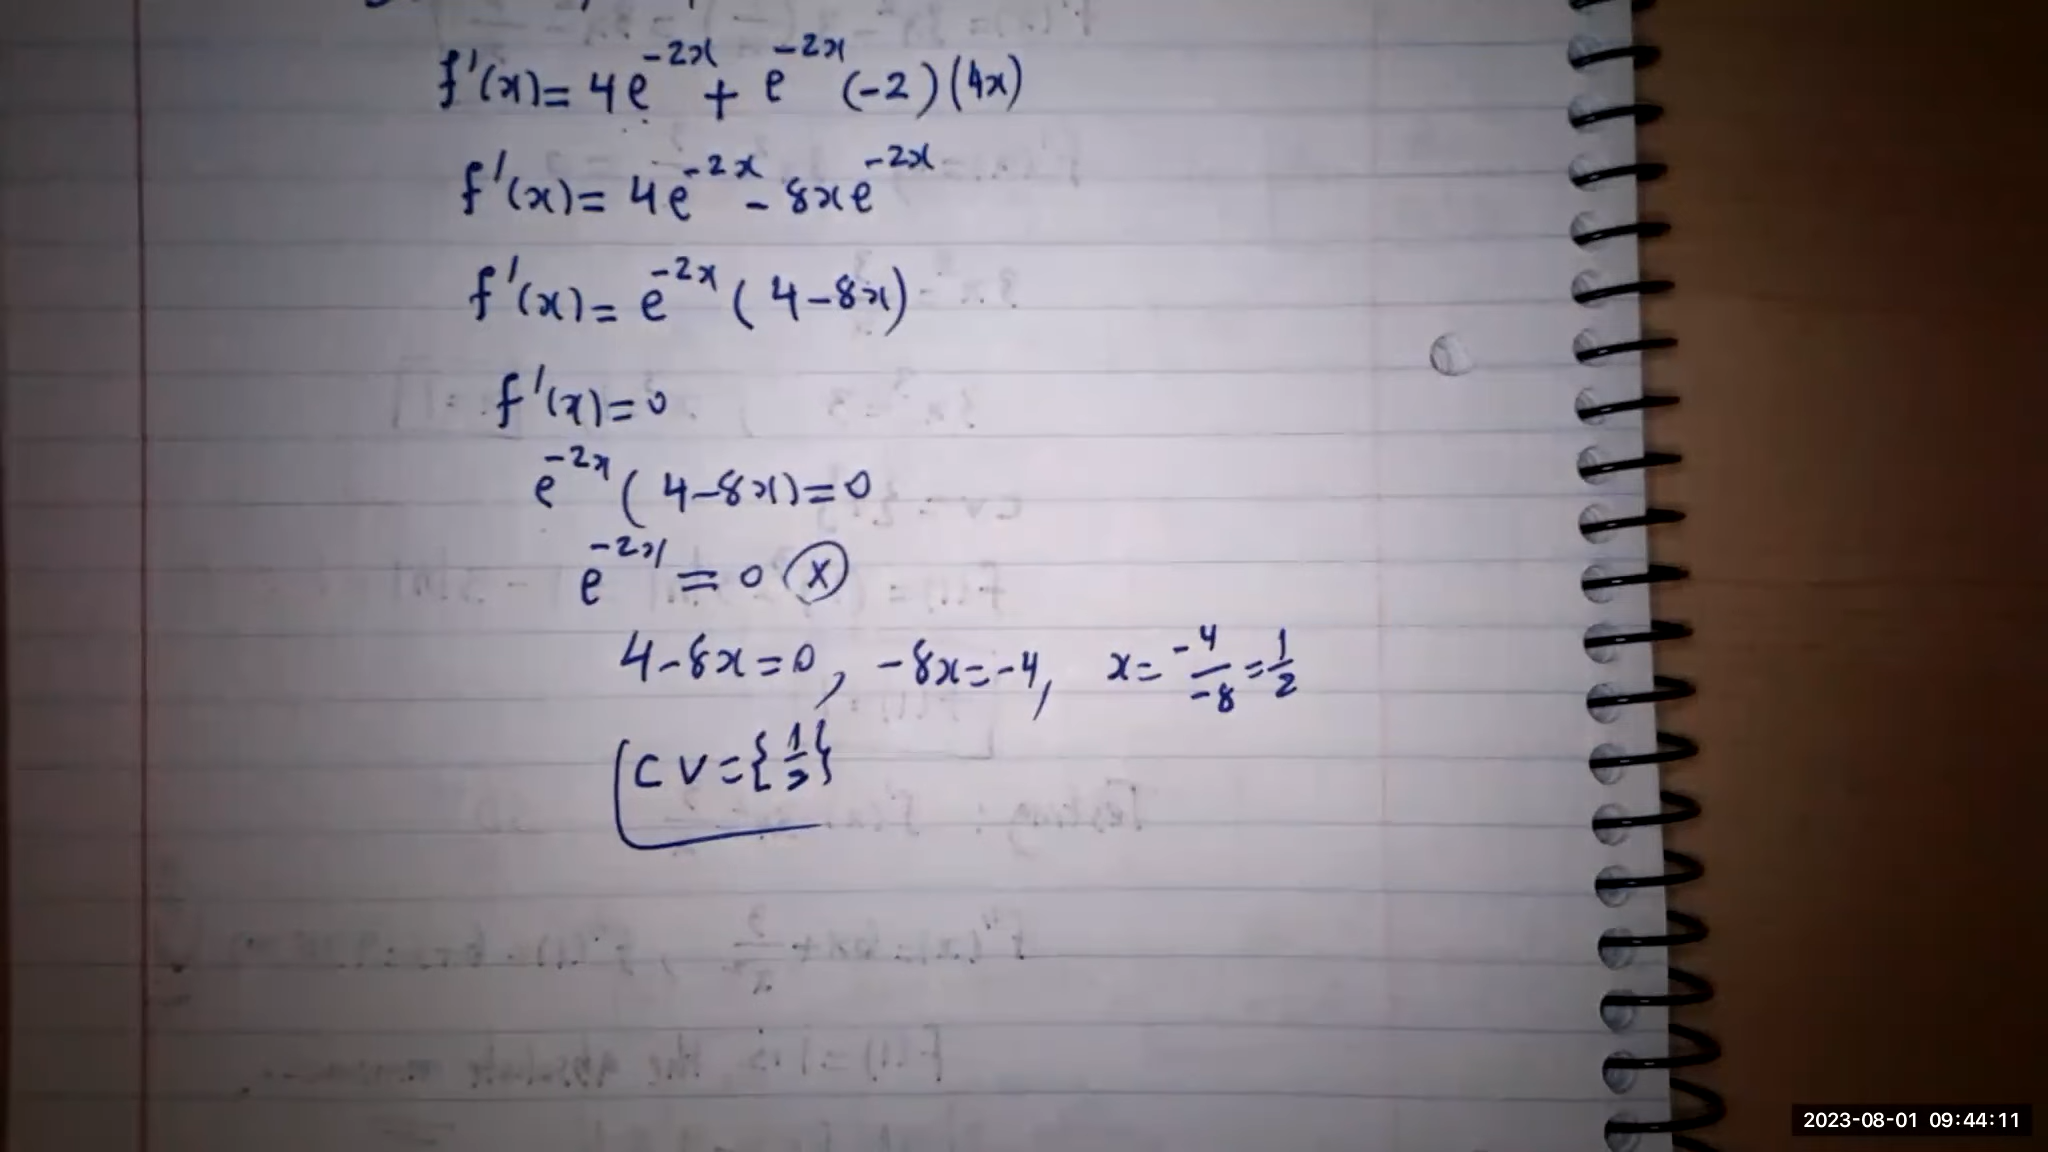 f'(x) = 4e^{-2x} + e^{-2x} (-2)(4x)
f'(x) = 4e^{-2x} - 8xe^{-2x}
f'(x) = e^{-2x} (4-8x)
f'(x) = 0
e^{-2x} (4-8x) = 0
e^{-2x} = 0 ⓧ
4-8x=0, -8x=-4, x = -4/-8 = 1/2
CV = {1/2}
2023-08-01 09:44:11